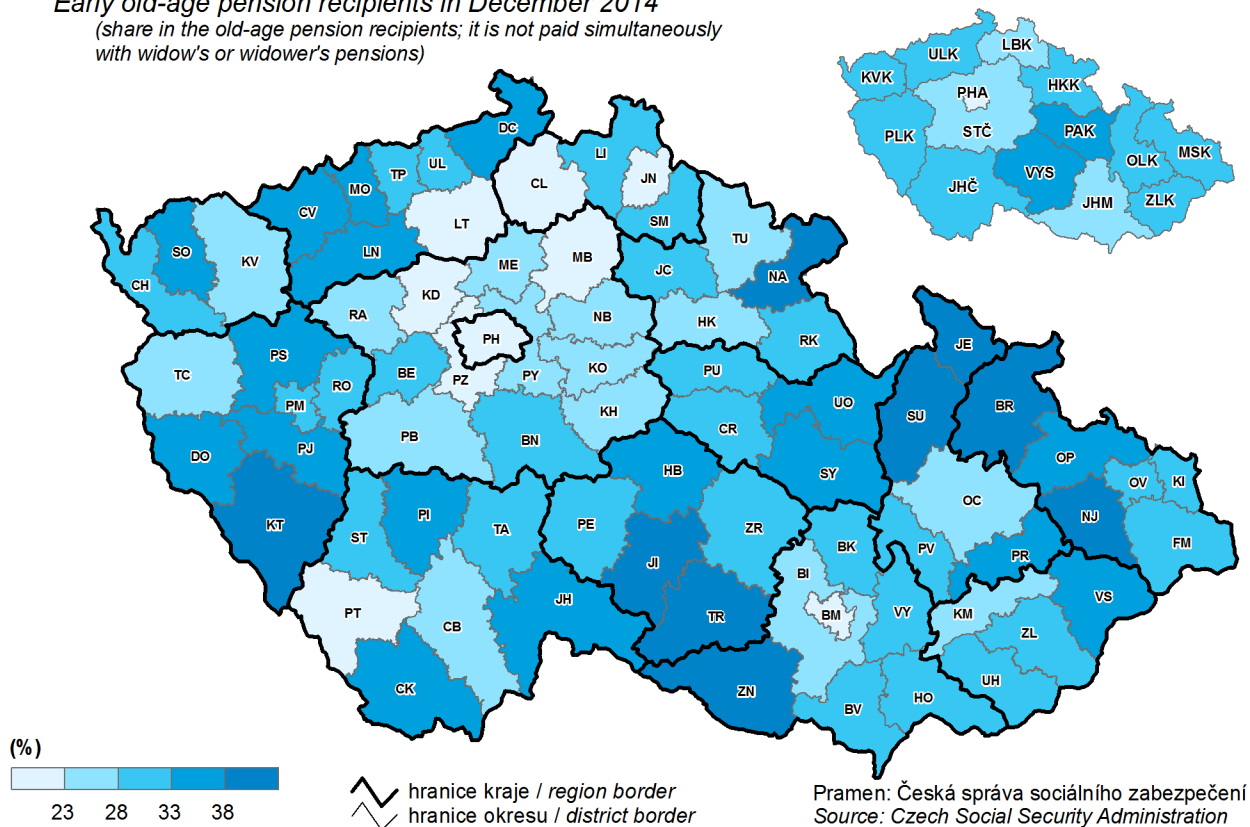 Early old-age pension recipients in December 2014
(share in the old-age pension recipients; it is not paid simultaneously
with widow's or widower's pensions)
LBK
ULK
KVK
HKK
PHA
STČ
PAK
PLK
OLK
MSK
VYS
JHČ
ZLK
JHM
DC
LI
UL
TP
JN
CL
MO
CV
LT
SM
TU
SO
LN
MB
KV
ME
JC
NA
CH
KD
RA
NB
HK
PH
RK
JE
PS
KO
PU
TC
BE
PZ
PY
RO
UO
PM
KH
BR
SU
CR
PB
BN
PJ
DO
OP
HB
SY
OV
KI
OC
PI
NJ
KT
PE
TA
ZR
ST
FM
BK
PV
PR
JI
BI
JH
VS
PT
VY
KM
TR
BM
CB
ZL
UH
CK
ZN
HO
BV
(%)
23 28 33 38
hranice kraje / region border
hranice okresu / district border
Pramen: Česká správa sociálního zabezpečení
Source: Czech Social Security Administration